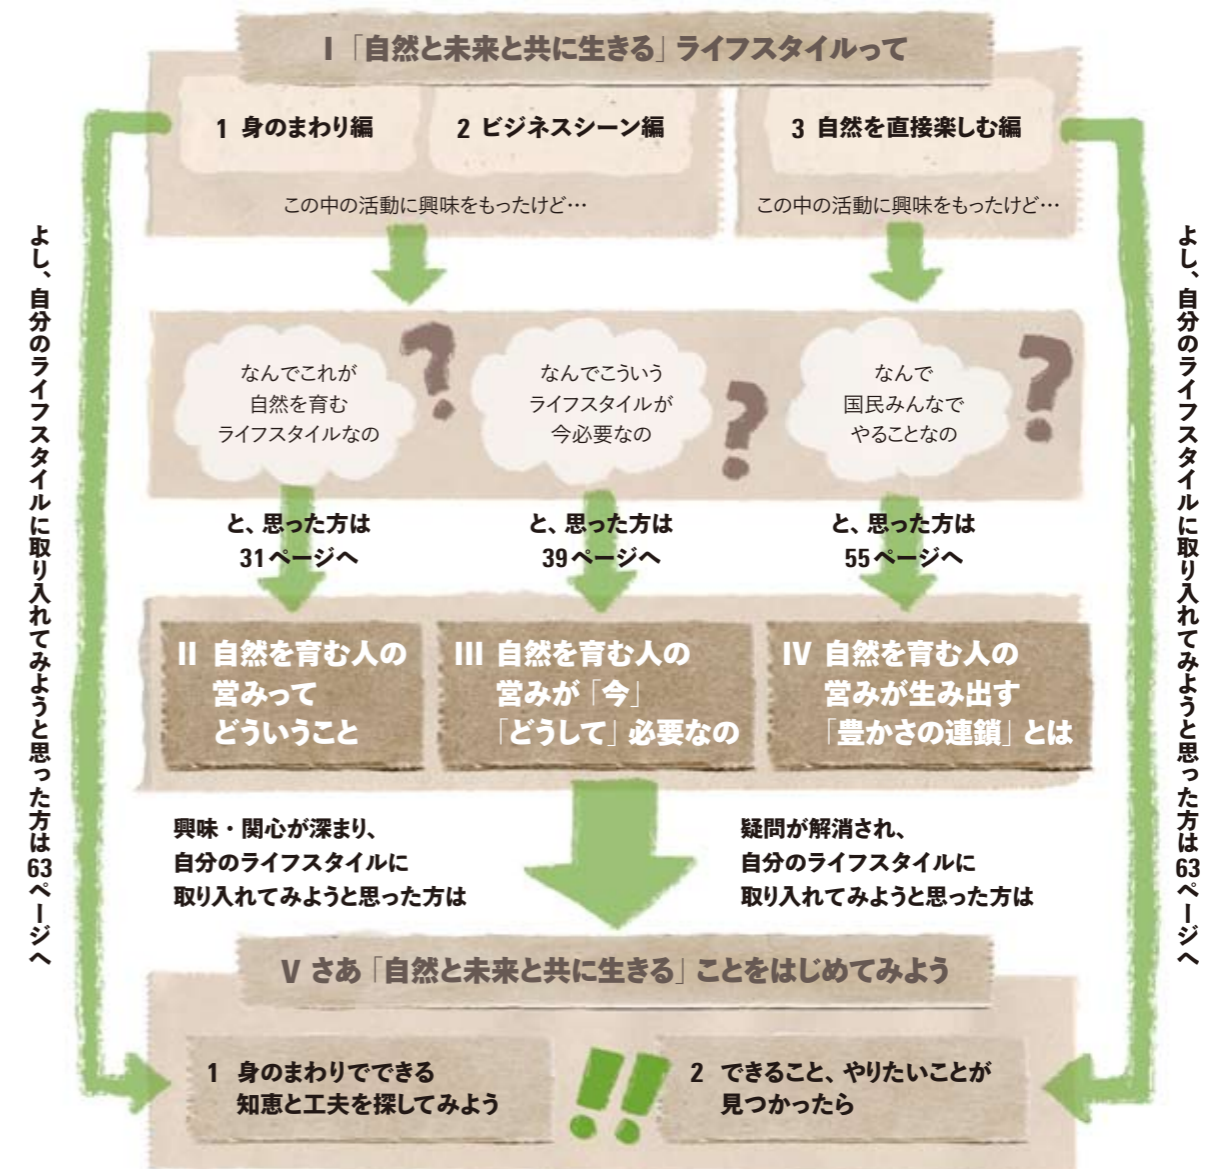 I「自然と未来と共に生きる」ライフスタイルって
1 身のまわり編
2 ビジネスシーン編
3 自然を直接楽しむ編
この中の活動に興味をもったけど…
この中の活動に興味をもったけど…
よし、自分のライフスタイルに取り入れてみようと思った方は63ページへ
なんでこれが
自然を育む
ライフスタイルなの
?
なんでこういう
ライフスタイルが
今必要なの
?
なんで
国民みんなで
やることなの
?
よし、自分のライフスタイルに取り入れてみようと思った方は63ページへ
と、思った方は
31ページへ
と、思った方は
39ページへ
と、思った方は
55ページへ
II 自然を育む人の
営みって
どういうこと
III 自然を育む人の
営みが「今」
「どうして」必要なの
IV 自然を育む人の
営みが生み出す
「豊かさの連鎖」とは
興味・関心が深まり、
自分のライフスタイルに
取り入れてみようと思った方は
疑問が解消され、
自分のライフスタイルに
取り入れてみようと思った方は
V さあ「自然と未来と共に生きる」ことをはじめてみよう
1 身のまわりでできる
知恵と工夫を探してみよう
!!
2 できること、やりたいことが
見つかったら